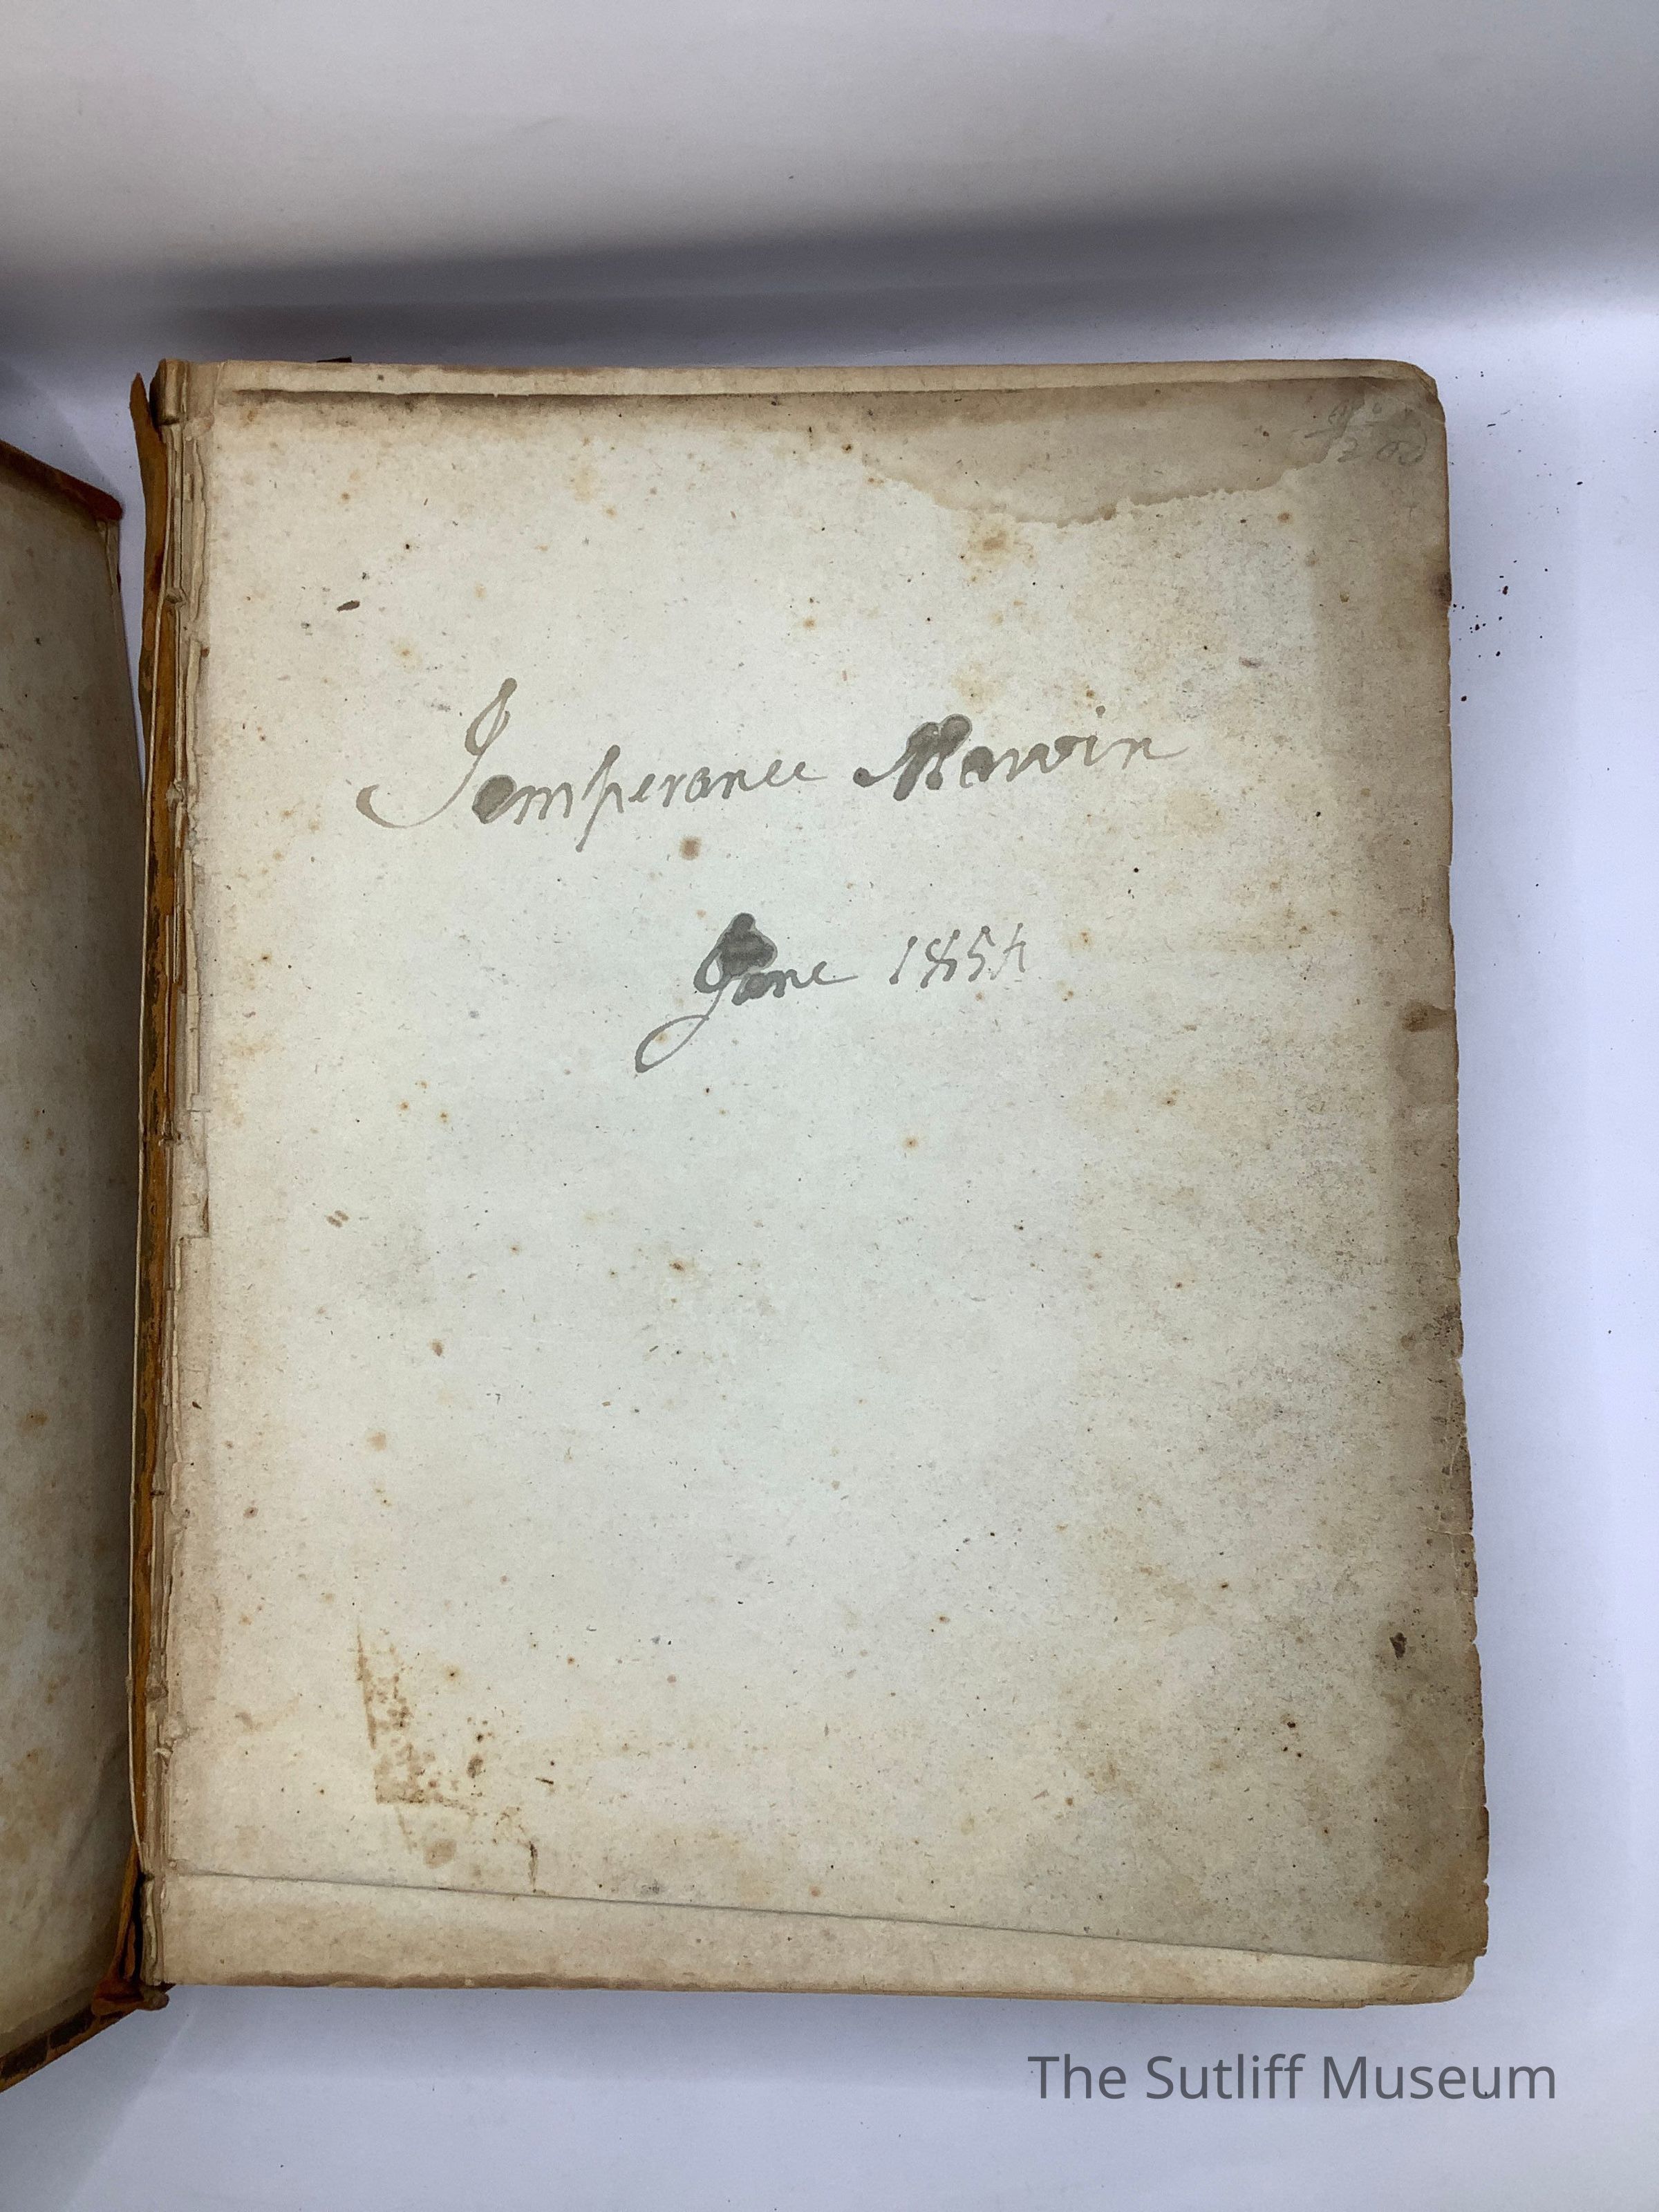 Temperance Marvin
June 1854
The Sutliff Museum